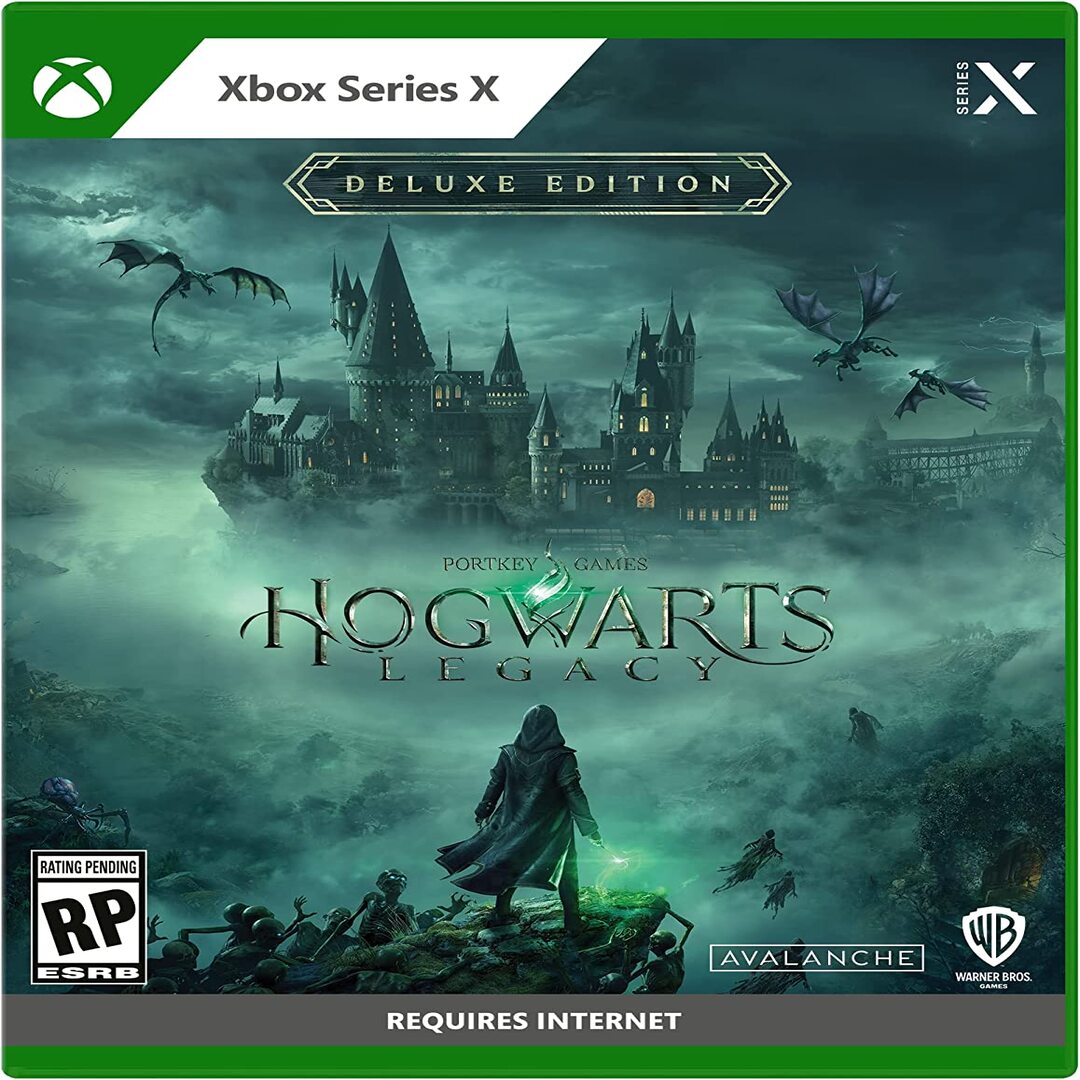 Xbox Series X
SERIES X
DELUXE EDITION
PORTKEY GAMES
HOGWARTS
LEGACY
RATING PENDING
RP
ESRB
AVALANCHE
WB
WARNER BROS.
GAMES
REQUIRES INTERNET